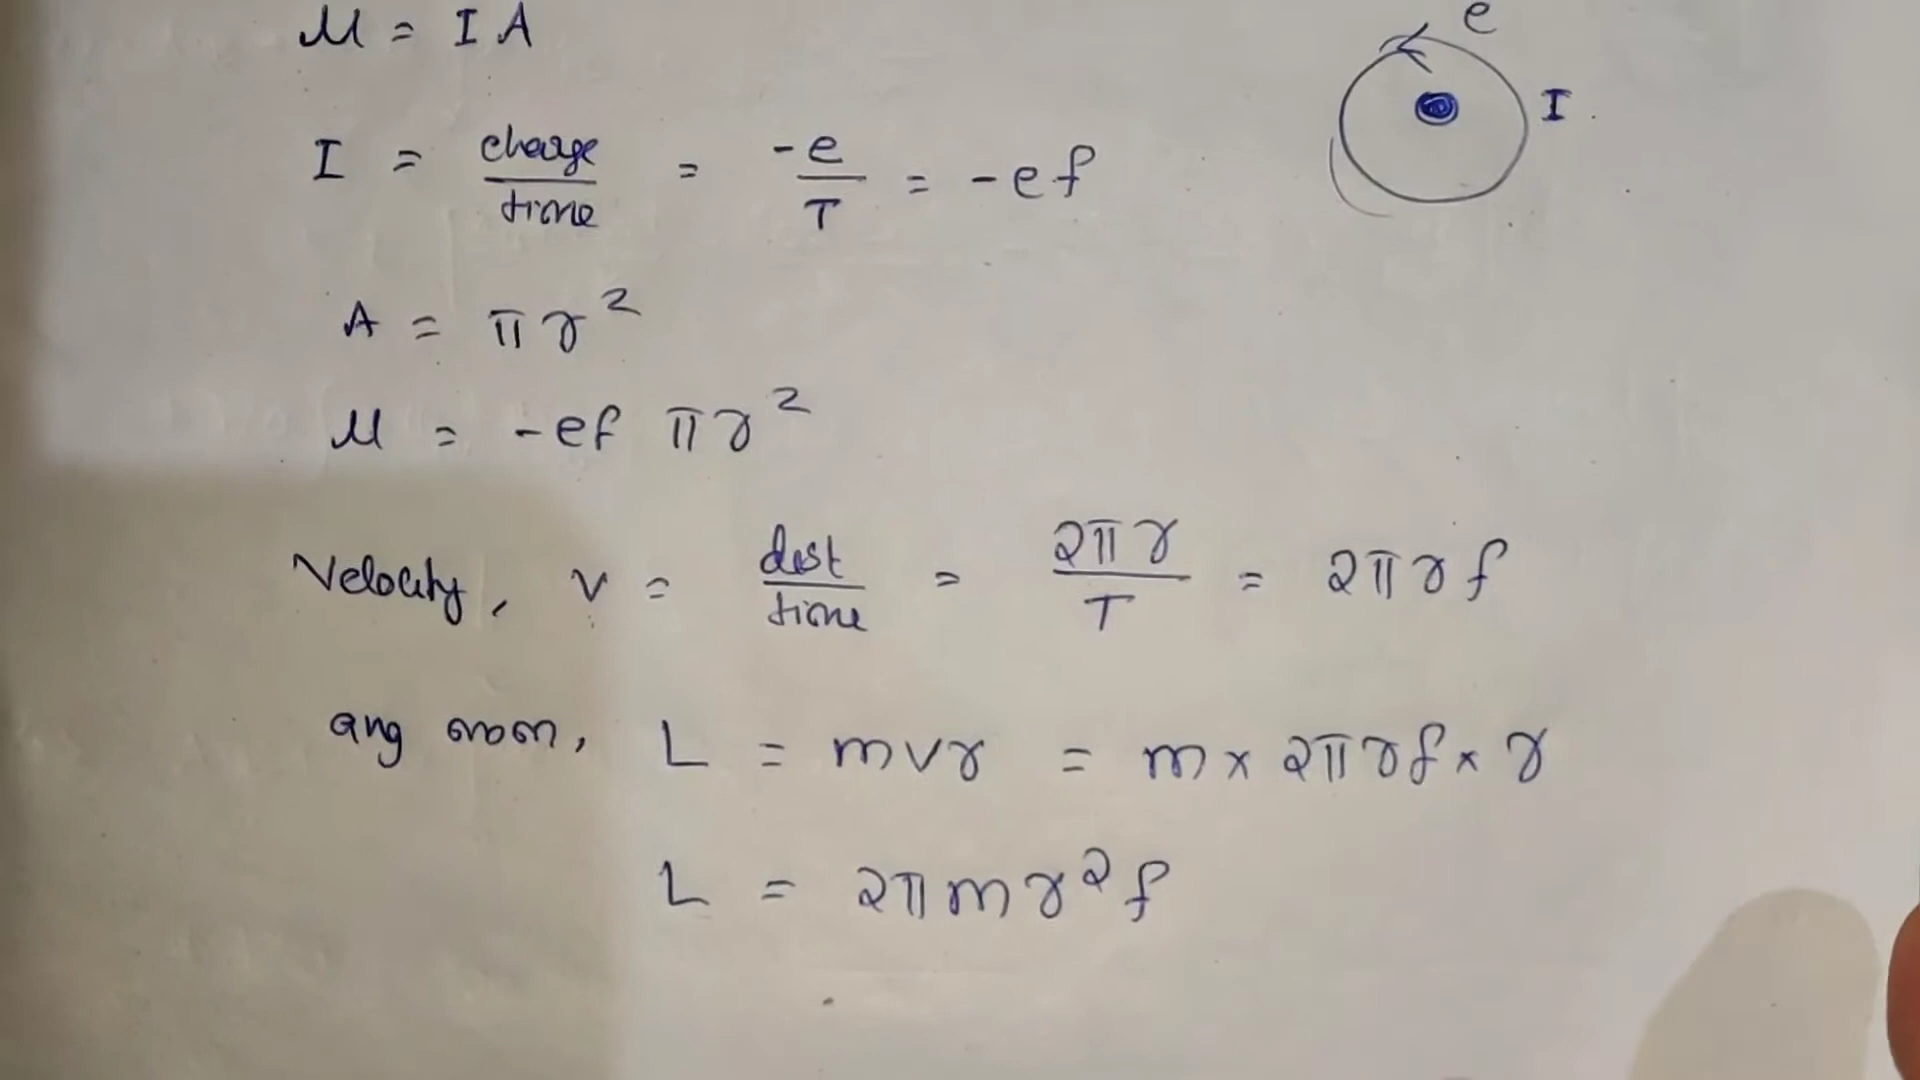 M = I A
e
I
I = charge/time = -e/T = -ef
A = πr²
M = -ef πr²
Velocity, v = dist/time = 2πr/T = 2πrf
ang mom, L = mvr = m × 2πrf × r
L = 2πmr²f